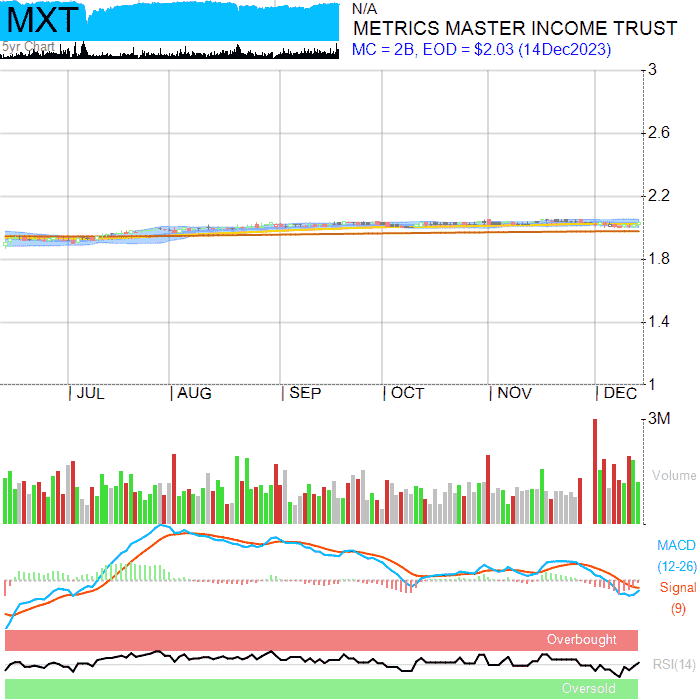 MXT
5yr Chart
N/A
METRICS MASTER INCOME TRUST
MC = 2B, EOD = $2.03 (14Dec2023)
3
2.6
2.2
1.8
1.4
1
JUL
AUG
SEP
OCT
NOV
DEC
3M
Volume
MACD
(12-26)
Signal
(9)
Overbought
RSI(14)
Oversold